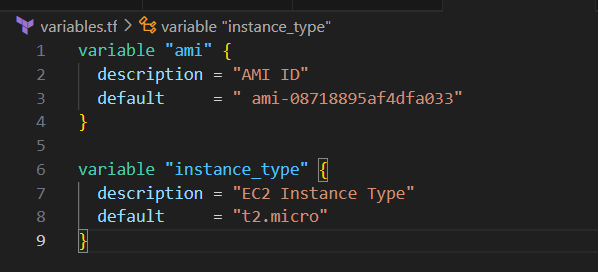 variables.tf > variable "instance_type"
1 variable "ami" {
2   description = "AMI ID"
3   default     = " ami-08718895af4dfa033"
4 }
5
6 variable "instance_type" {
7   description = "EC2 Instance Type"
8   default     = "t2.micro"
9 }